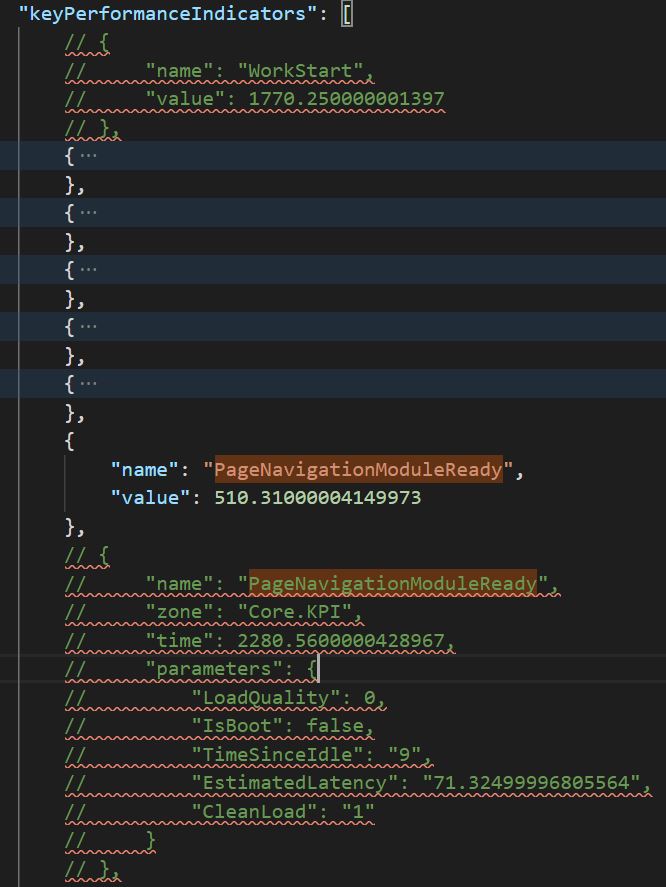 "keyPerformanceIndicators": [
// {
//     "name": "WorkStart",
//     "value": 1770.250000001397
// },
{ ···
},
{ ···
},
{ ···
},
{ ···
},
{ ···
},
{
"name": "PageNavigationModuleReady",
"value": 510.31000004149973
},
// {
//     "name": "PageNavigationModuleReady",
//     "zone": "Core.KPI",
//     "time": 2280.5600000428967,
//     "parameters": {
//         "LoadQuality": 0,
//         "IsBoot": false,
//         "TimeSinceIdle": "9",
//         "EstimatedLatency": "71.32499996805564",
//         "CleanLoad": "1"
//     }
// },